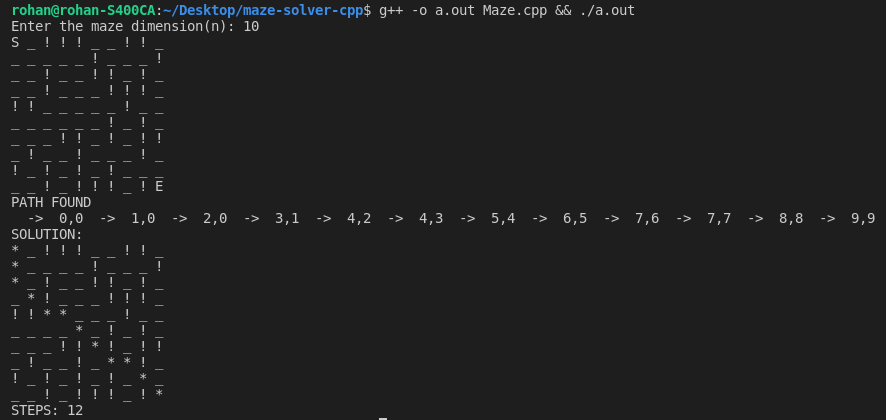 rohan@rohan-S400CA:~/Desktop/maze-solver-cpp$ g++ -o a.out Maze.cpp && ./a.out
Enter the maze dimension(n): 10
S _ ! ! ! _ _ ! ! _
_ _ _ _ _ ! _ _ _ !
_ _ ! _ _ ! ! _ ! _
_ _ ! _ _ _ ! ! ! _
! ! _ _ _ _ _ ! _ _
_ _ _ _ _ _ ! _ ! _
_ _ _ ! ! _ ! _ ! !
_ ! _ _ ! _ _ _ ! _
! _ ! _ ! _ ! _ _ _
_ _ ! _ ! ! ! _ ! E
PATH FOUND
-> 0,0 -> 1,0 -> 2,0 -> 3,1 -> 4,2 -> 4,3 -> 5,4 -> 6,5 -> 7,6 -> 7,7 -> 8,8 -> 9,9
SOLUTION:
* _ ! ! ! _ _ ! ! _
* _ _ _ _ ! _ _ _ !
* _ ! _ _ ! ! _ ! _
_ * ! _ _ _ ! ! ! _
! ! * * _ _ _ ! _ _
_ _ _ _ * _ ! _ ! _
_ _ _ ! ! * ! _ ! !
_ ! _ _ ! _ * * ! _
! _ ! _ ! _ ! _ * _
_ _ ! _ ! ! ! _ ! *
STEPS: 12